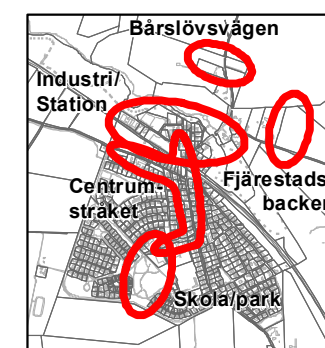 Bårslövsvägen
Industri/
Station
Centrum-
stråket
Fjärestads
backen
Skola/park